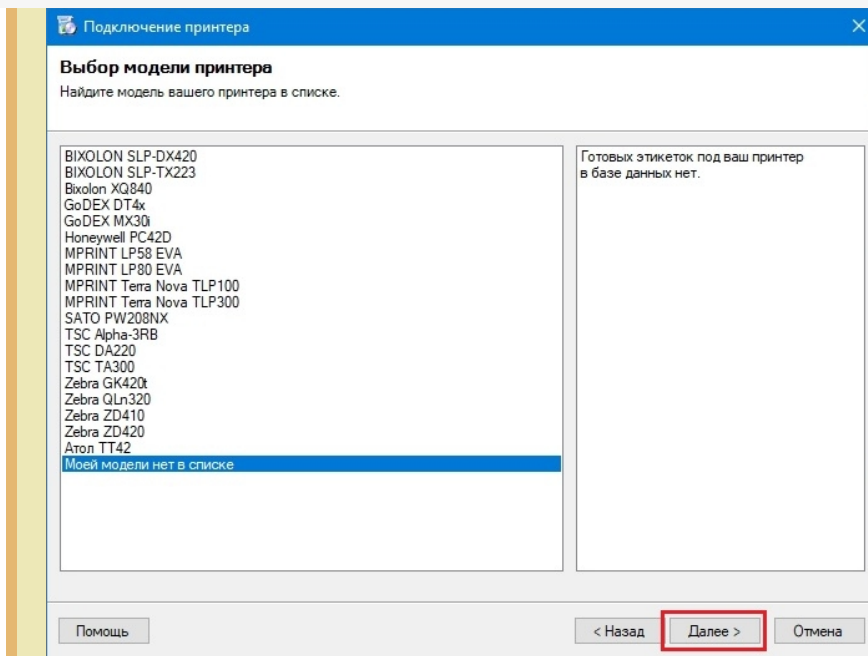 Подключение принтера
Выбор модели принтера
Найдите модель вашего принтера в списке.
BIXOLON SLP-DX420
BIXOLON SLP-TX223
Bixolon XQ840
GoDEX DT4x
GoDEX MX30i
Honeywell PC42D
MPRINT LP58 EVA
MPRINT LP80 EVA
MPRINT Terra Nova TLP100
MPRINT Terra Nova TLP300
SATO PW208NX
TSC Alpha-3RB
TSC DA220
TSC TA300
Zebra GK420t
Zebra QLn320
Zebra ZD410
Zebra ZD420
Атол ТТ42
Моей модели нет в списке
Готовых этикеток под ваш принтер
в базе данных нет.
Помощь
< Назад
Далее >
Отмена